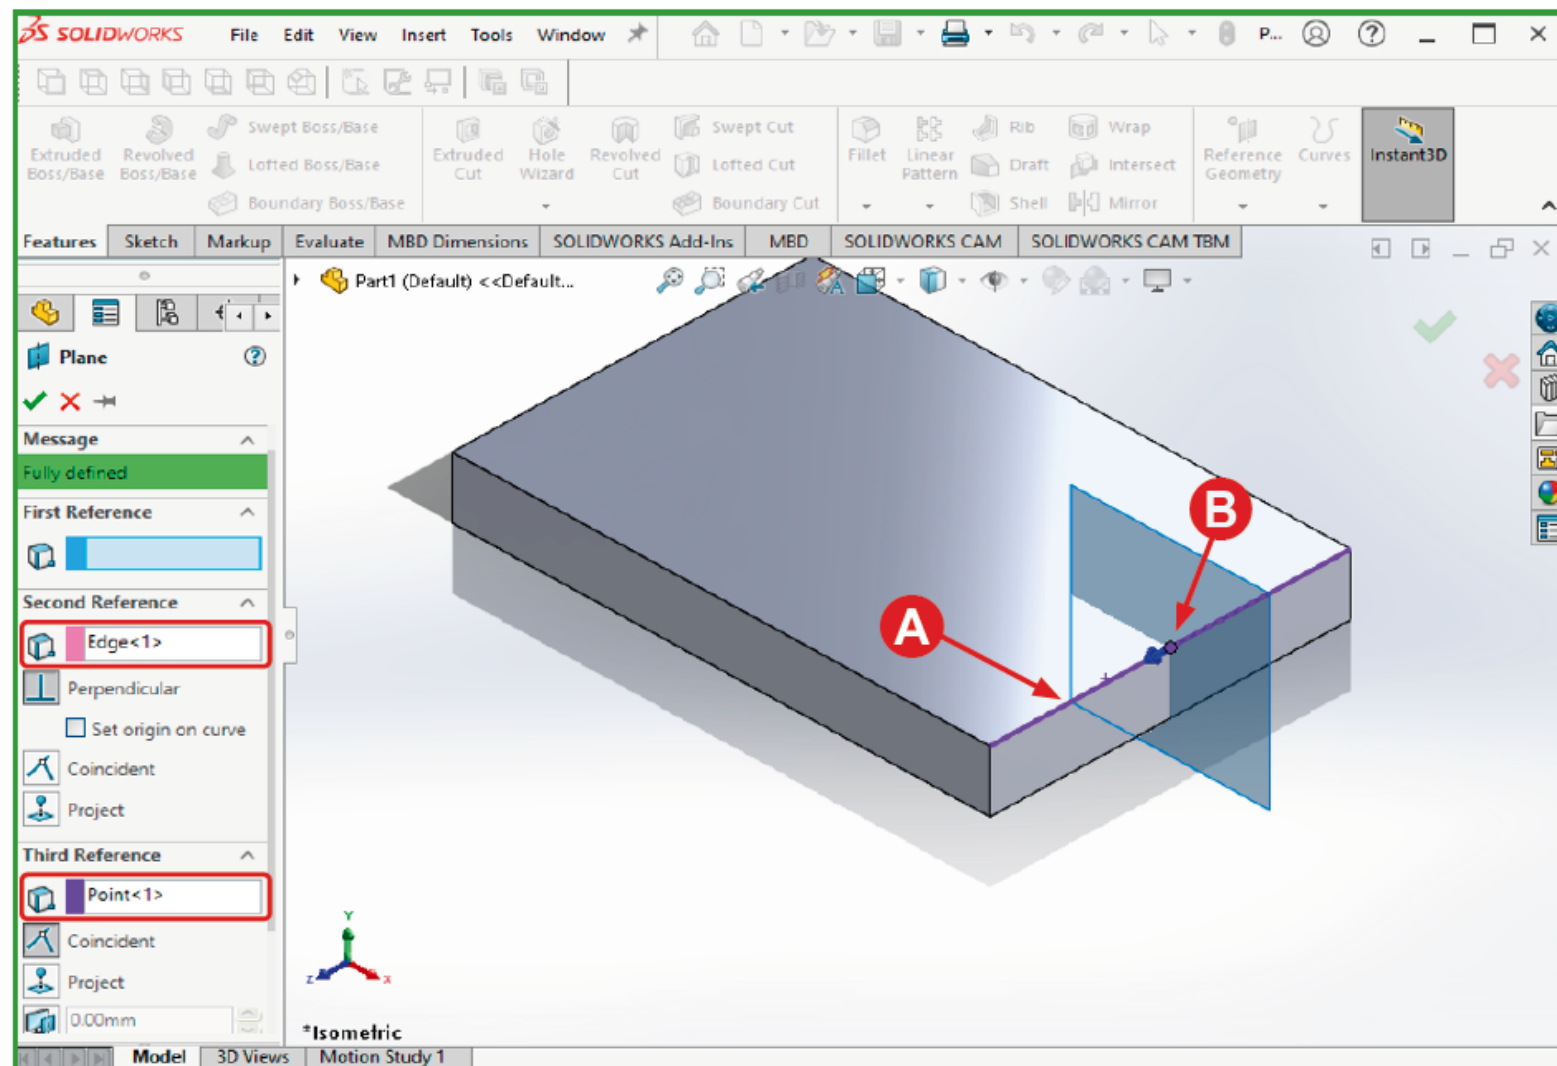 SOLIDWORKS File Edit View Insert Tools Window P...
Extruded Boss/Base
Revolved Boss/Base
Swept Boss/Base
Lofted Boss/Base
Boundary Boss/Base
Extruded Cut
Hole Wizard
Revolved Cut
Swept Cut
Lofted Cut
Boundary Cut
Fillet
Linear Pattern
Rib
Draft
Shell
Wrap
Intersect
Mirror
Reference Geometry
Curves
Instant3D
Features Sketch Markup Evaluate MBD Dimensions SOLIDWORKS Add-Ins MBD SOLIDWORKS CAM SOLIDWORKS CAM TBM
Part1 (Default) <<Default...
Plane
Message
Fully defined
First Reference
Second Reference
Edge<1>
Perpendicular
Set origin on curve
Coincident
Project
Third Reference
Point<1>
Coincident
Project
0.00mm
A
B
Y
Z
X
*Isometric
Model 3D Views Motion Study 1